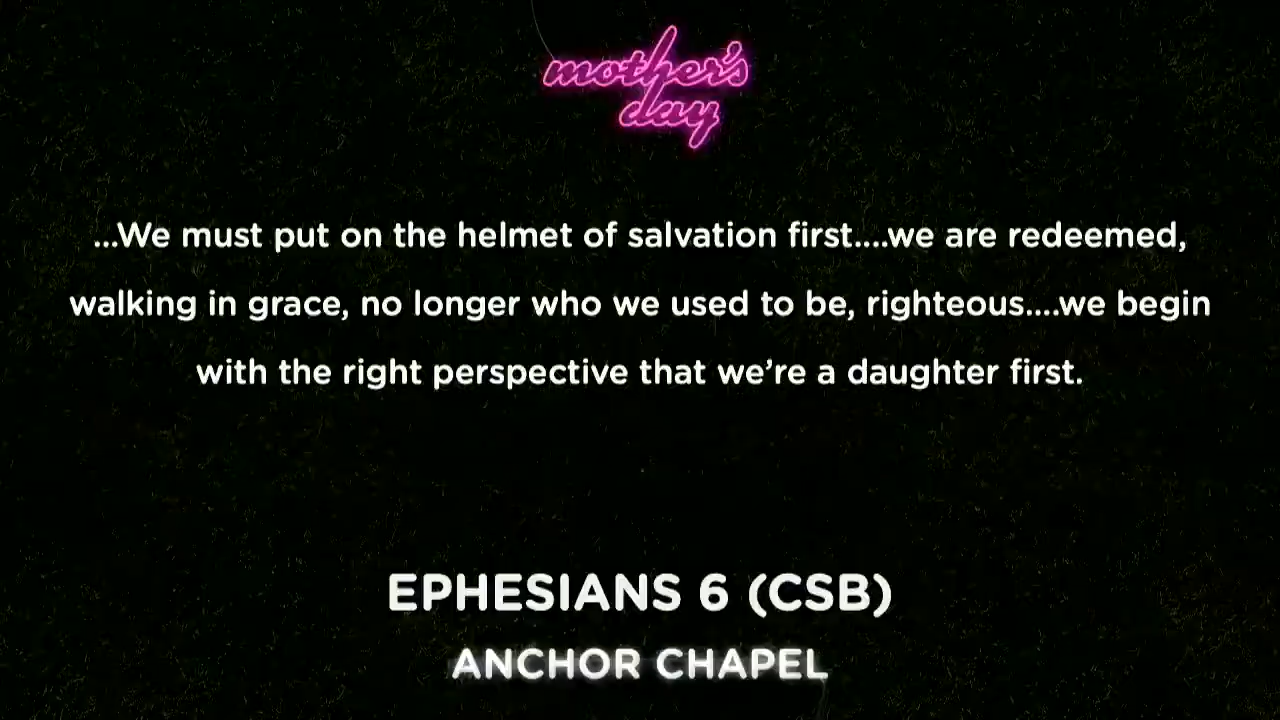 mother's
day
...We must put on the helmet of salvation first....we are redeemed,
walking in grace, no longer who we used to be, righteous....we begin
with the right perspective that we’re a daughter first.
EPHESIANS 6 (CSB)
ANCHOR CHAPEL